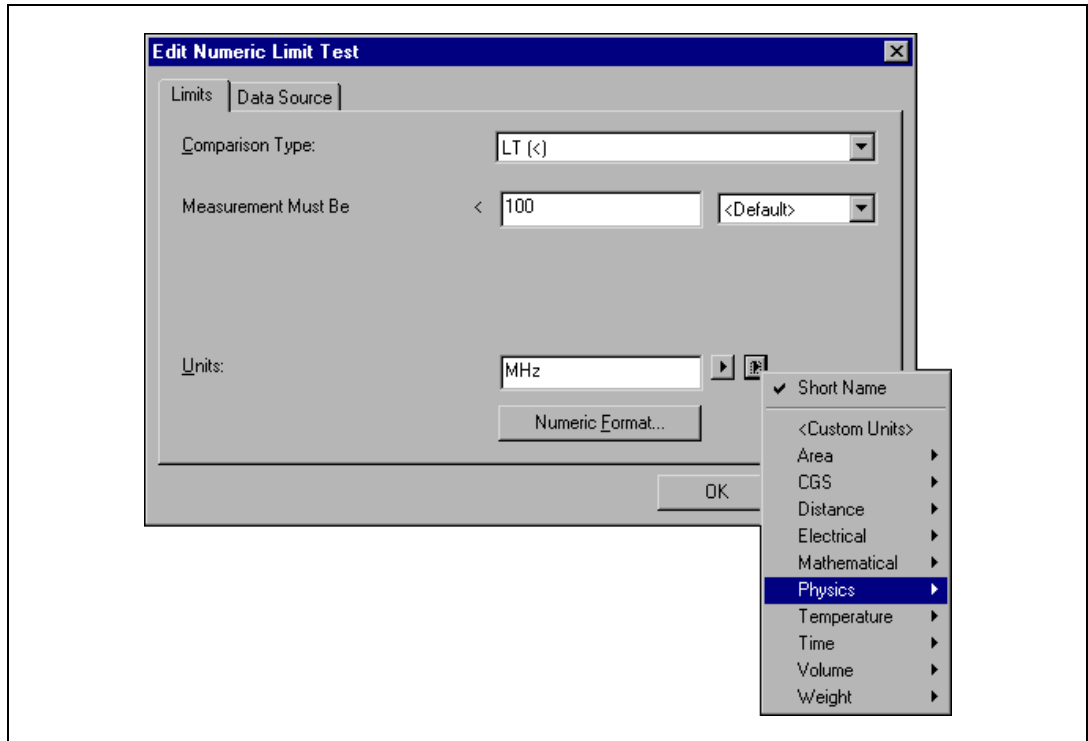 Edit Numeric Limit Test
Limits
Data Source
Comparison Type:
LT (<)
Measurement Must Be
<
100
<Default>
Units:
MHz
Numeric Format...
OK
Short Name
<Custom Units>
Area
CGS
Distance
Electrical
Mathematical
Physics
Temperature
Time
Volume
Weight